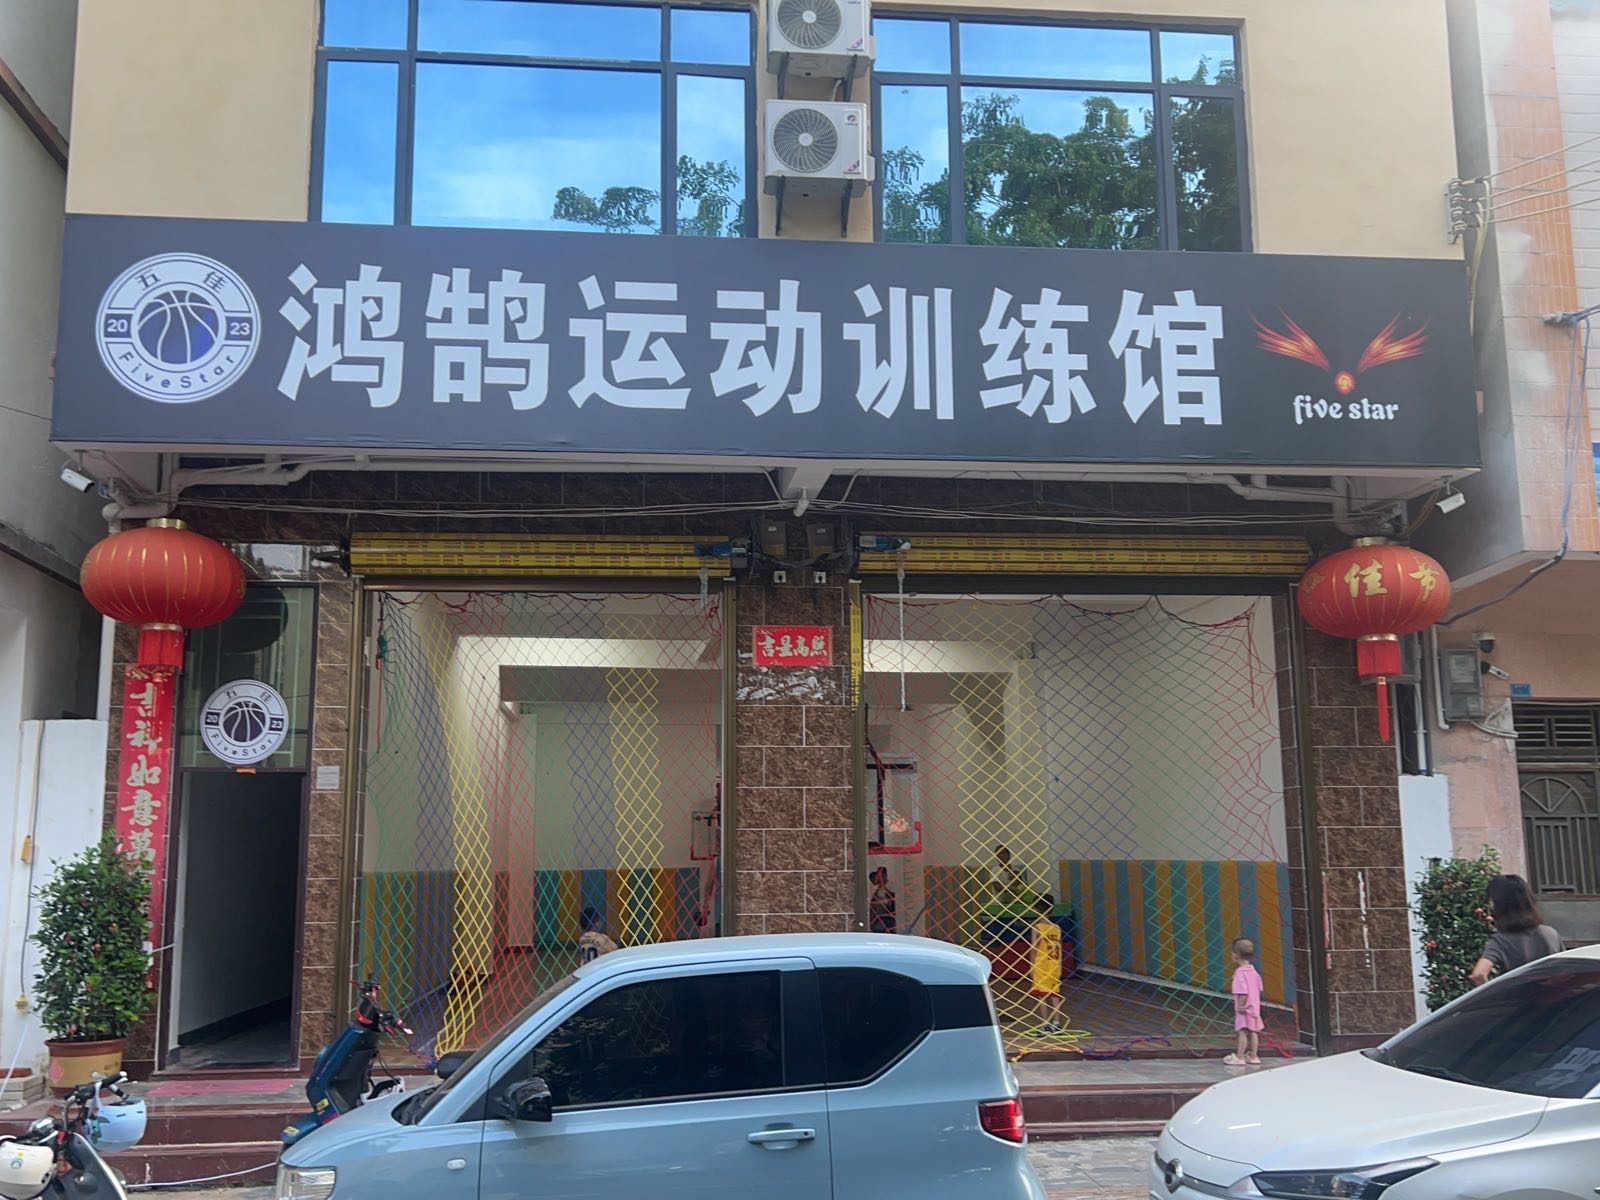 五佳
20 23
FiveStar
鸿鹄运动训练馆
five star
佳节
吉星高照
五佳
20 23
FiveStar
吉祥如意萬